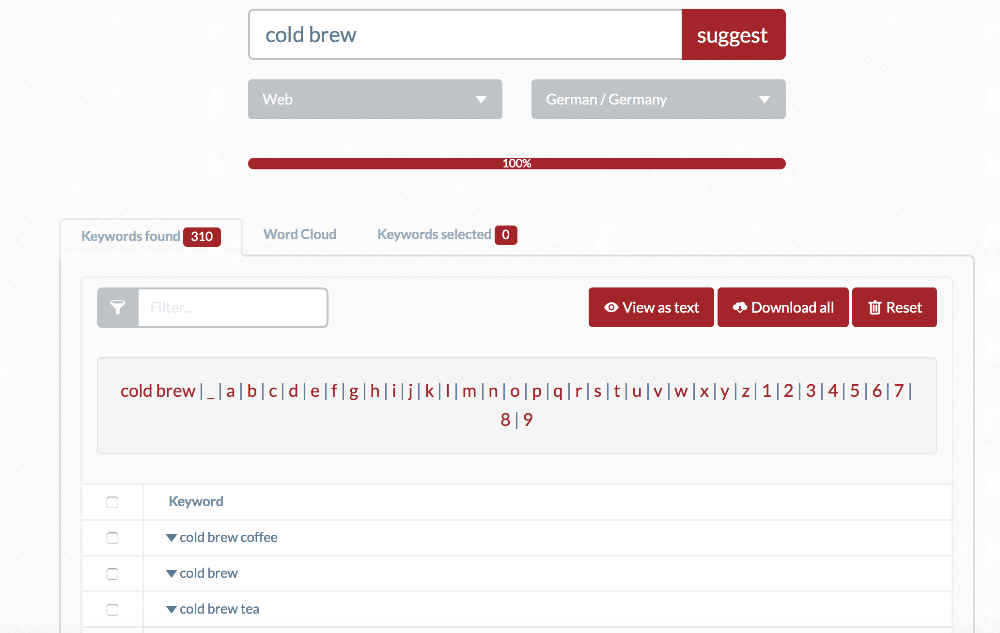 cold brew suggest
Web German / Germany
100%
Keywords found 310 Word Cloud Keywords selected 0
Filter... View as text Download all Reset
cold brew | _ | a | b | c | d | e | f | g | h | i | j | k | l | m | n | o | p | q | r | s | t | u | v | w | x | y | z | 1 | 2 | 3 | 4 | 5 | 6 | 7 |
8 | 9
Keyword
cold brew coffee
cold brew
cold brew tea